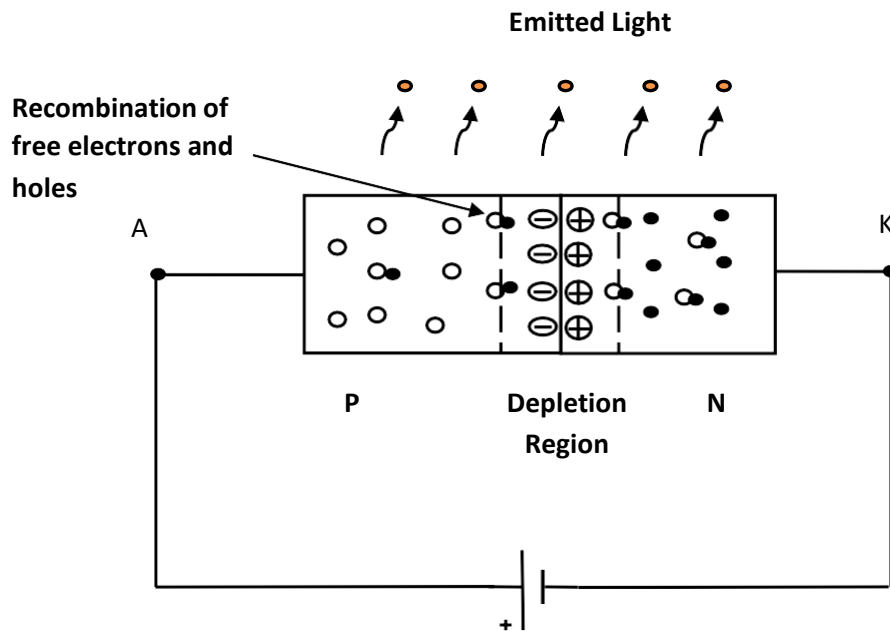 Emitted Light
Recombination of
free electrons and
holes
A
K
P
Depletion
Region
N
+